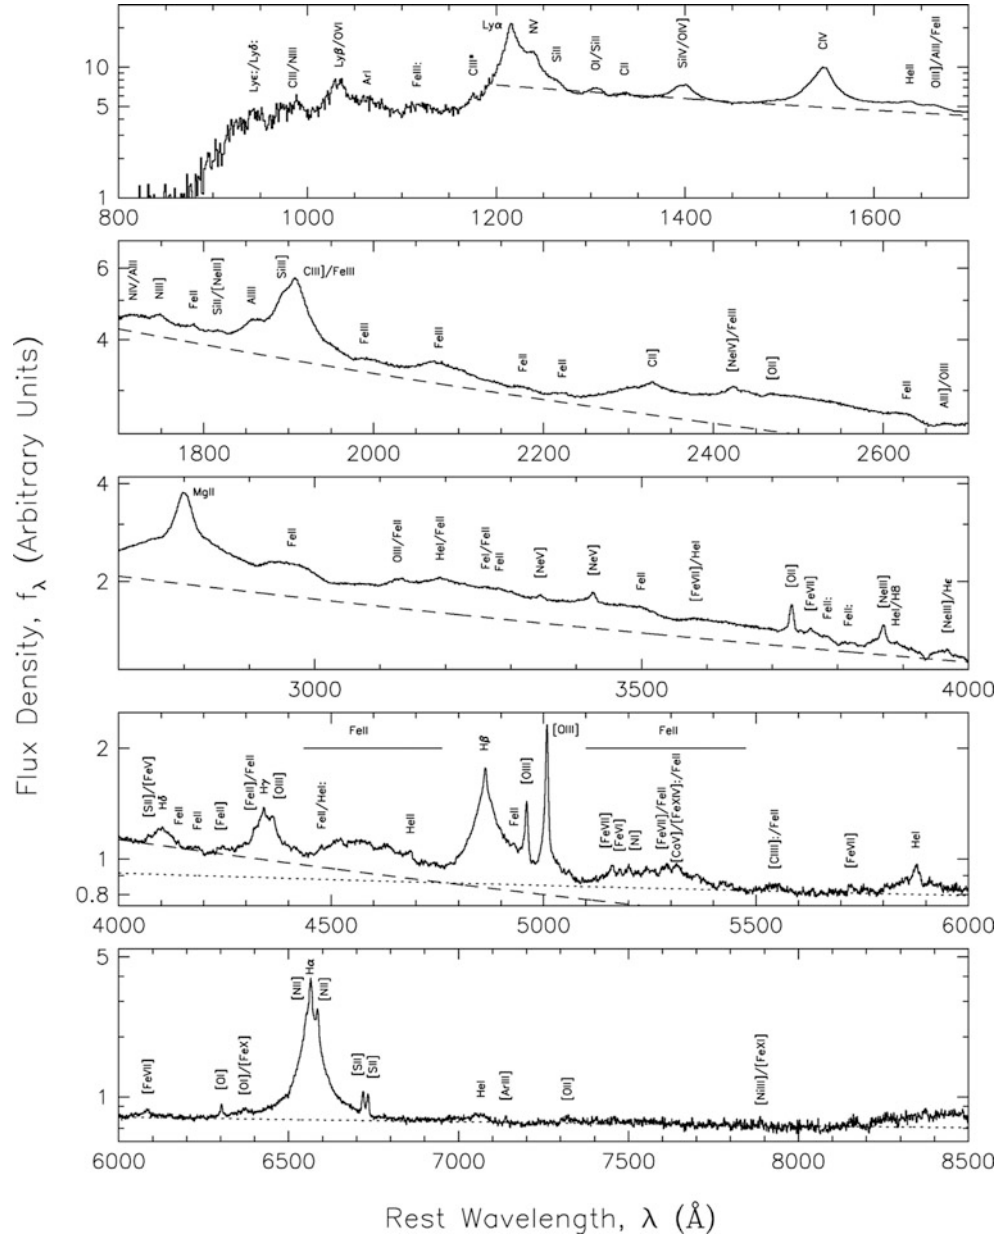 Lyε:/Lyδ:
CIII/NIII
Lyβ/OVI
ArI
FeIII:
CIII*
Lyα
NV
SiII
OI/SiII
CII
SiIV/OIV]
CIV
HeII
OIII]/AlII/FeII
10
5
1
800
1000
1200
1400
1600
NIV/AlII
NIII]
FeII
SiII/[NeIII]
AlIII
SiIII]
CIII]/FeIII
FeIII
FeIII
FeII
FeII
CII]
[NeIV]/FeIII
[OII]
FeII
AlII]/OIII
6
4
1800
2000
2200
2400
2600
MgII
FeII
OIII/FeII
HeI/FeII
FeI/FeII
FeII
[NeV]
[NeV]
FeII
[FeVII]/HeI
[OII]
[FeVII]
FeII:
FeII:
[NeIII]
HeI/H8
[NeIII]/Hε
4
2
3000
3500
4000
[SII]/[FeV]
Hδ
FeII
FeII
[FeII]
[FeII]/FeII
Hγ
[OIII]
FeII
FeII/HeI:
HeII
Hβ
FeII
[OIII]
[OIII]
FeII
[FeVII]
[FeVI]
[NI]
[FeVII]/FeII
[CaV]/[FeXIV]:/FeII
[ClIII]:/FeII
[FeVII]
HeI
2
1
0.8
4000
4500
5000
5500
6000
[FeVII]
[OI]
[OI]/[FeX]
[NII]
Hα
[NII]
[SII]
[SII]
HeI
[ArIII]
[OII]
[NiIII]/[FeXI]
5
1
6000
6500
7000
7500
8000
8500
Flux Density, fλ (Arbitrary Units)
Rest Wavelength, λ (Å)